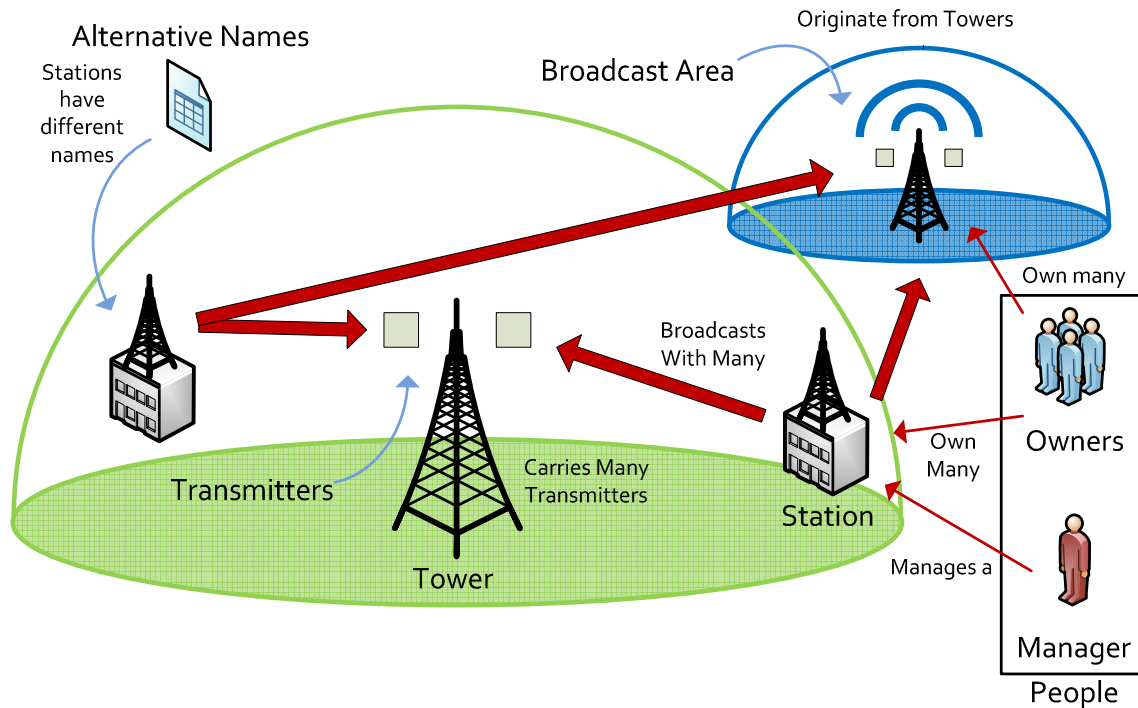 Alternative Names
Stations
have
different
names
Originate from Towers
Broadcast Area
Own many
Broadcasts
With Many
Owners
Own
Many
Carries Many
Transmitters
Transmitters
Station
Tower
Manages a
Manager
People